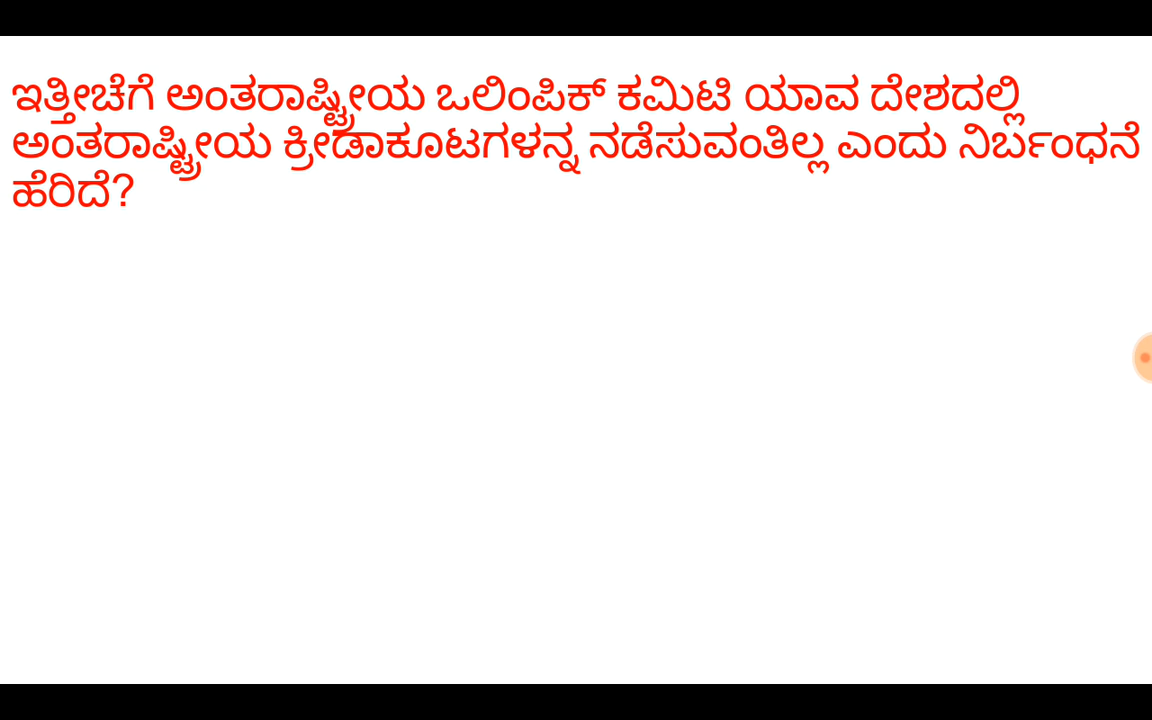 ಇತ್ತೀಚೆಗೆ ಅಂತರಾಷ್ಟ್ರೀಯ ಒಲಿಂಪಿಕ್ ಕಮಿಟಿ ಯಾವ ದೇಶದಲ್ಲಿ
ಅಂತರಾಷ್ಟ್ರೀಯ ಕ್ರೀಡಾಕೂಟಗಳನ್ನ ನಡೆಸುವಂತಿಲ್ಲ ಎಂದು ನಿರ್ಬಂಧನೆ
ಹೆರಿದೆ?